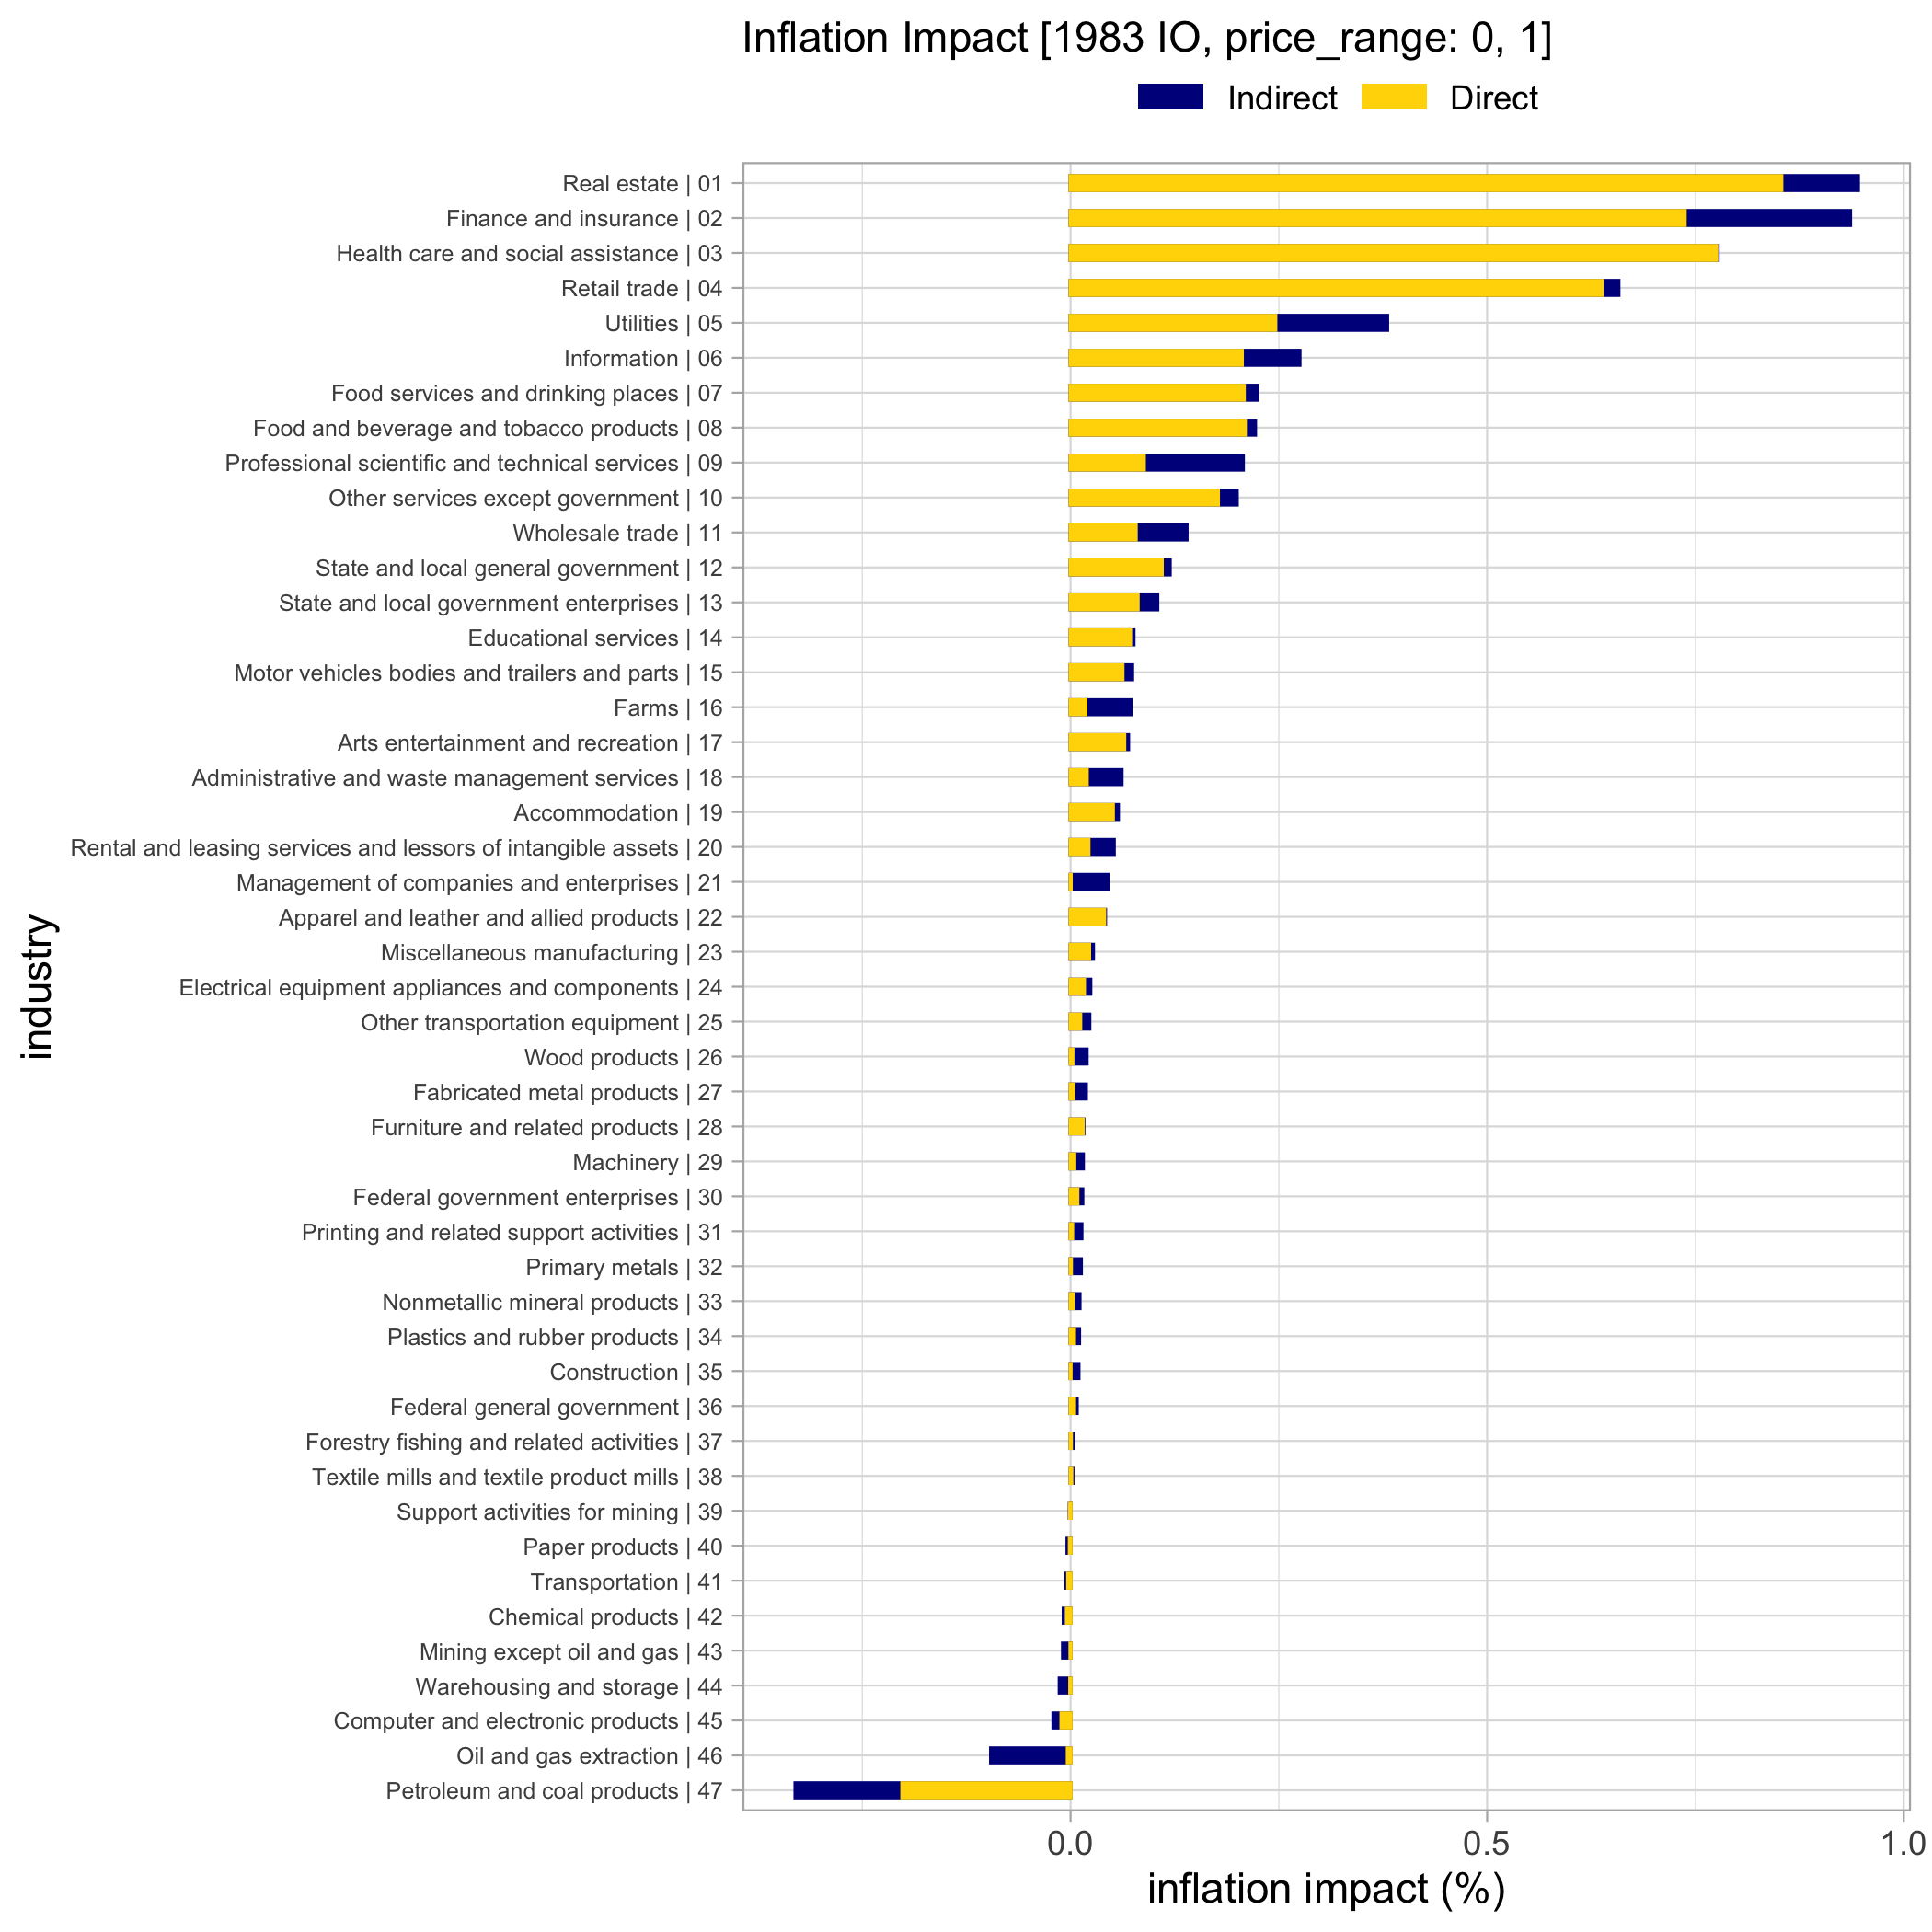 Inflation Impact [1983 IO, price_range: 0, 1]
Indirect Direct
Real estate | 01
Finance and insurance | 02
Health care and social assistance | 03
Retail trade | 04
Utilities | 05
Information | 06
Food services and drinking places | 07
Food and beverage and tobacco products | 08
Professional scientific and technical services | 09
Other services except government | 10
Wholesale trade | 11
State and local general government | 12
State and local government enterprises | 13
Educational services | 14
Motor vehicles bodies and trailers and parts | 15
Farms | 16
Arts entertainment and recreation | 17
Administrative and waste management services | 18
Accommodation | 19
Rental and leasing services and lessors of intangible assets | 20
Management of companies and enterprises | 21
Apparel and leather and allied products | 22
Miscellaneous manufacturing | 23
Electrical equipment appliances and components | 24
Other transportation equipment | 25
Wood products | 26
Fabricated metal products | 27
Furniture and related products | 28
Machinery | 29
Federal government enterprises | 30
Printing and related support activities | 31
Primary metals | 32
Nonmetallic mineral products | 33
Plastics and rubber products | 34
Construction | 35
Federal general government | 36
Forestry fishing and related activities | 37
Textile mills and textile product mills | 38
Support activities for mining | 39
Paper products | 40
Transportation | 41
Chemical products | 42
Mining except oil and gas | 43
Warehousing and storage | 44
Computer and electronic products | 45
Oil and gas extraction | 46
Petroleum and coal products | 47
industry
0.0 0.5 1.0
inflation impact (%)